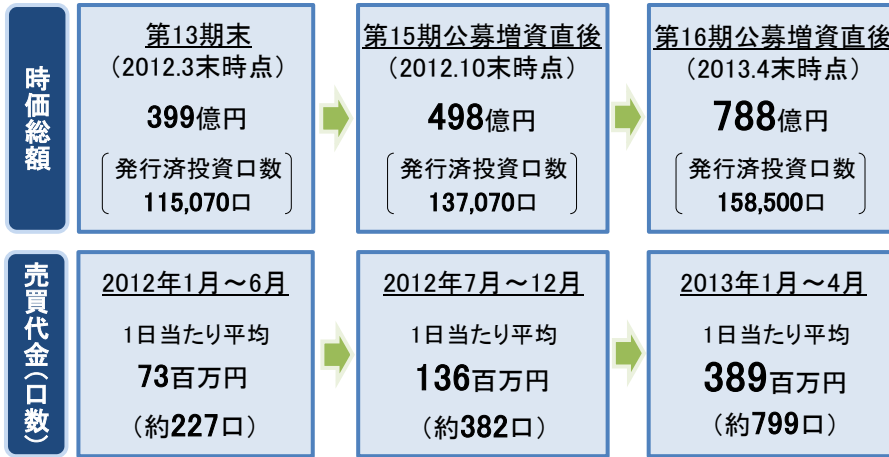 時価総額
第13期末
(2012.3末時点)
399億円
発行済投資口数
115,070口
第15期公募増資直後
(2012.10末時点)
498億円
発行済投資口数
137,070口
第16期公募増資直後
(2013.4末時点)
788億円
発行済投資口数
158,500口
売買代金(口数)
2012年1月～6月
1日当たり平均
73百万円
(約227口)
2012年7月～12月
1日当たり平均
136百万円
(約382口)
2013年1月～4月
1日当たり平均
389百万円
(約799口)